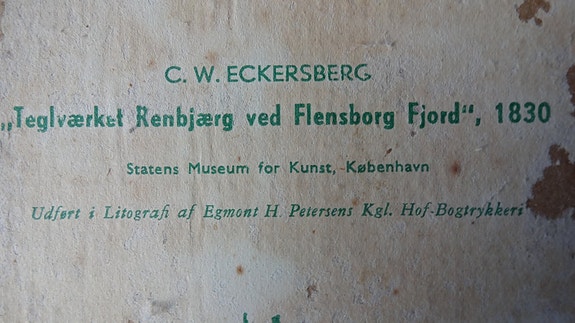 C. W. ECKERSBERG
„Teglværket Renbjærg ved Flensborg Fjord“, 1830
Statens Museum for Kunst, København
Udført i Litografi af Egmont H. Petersens Kgl. Hof-Bogtrykkeri